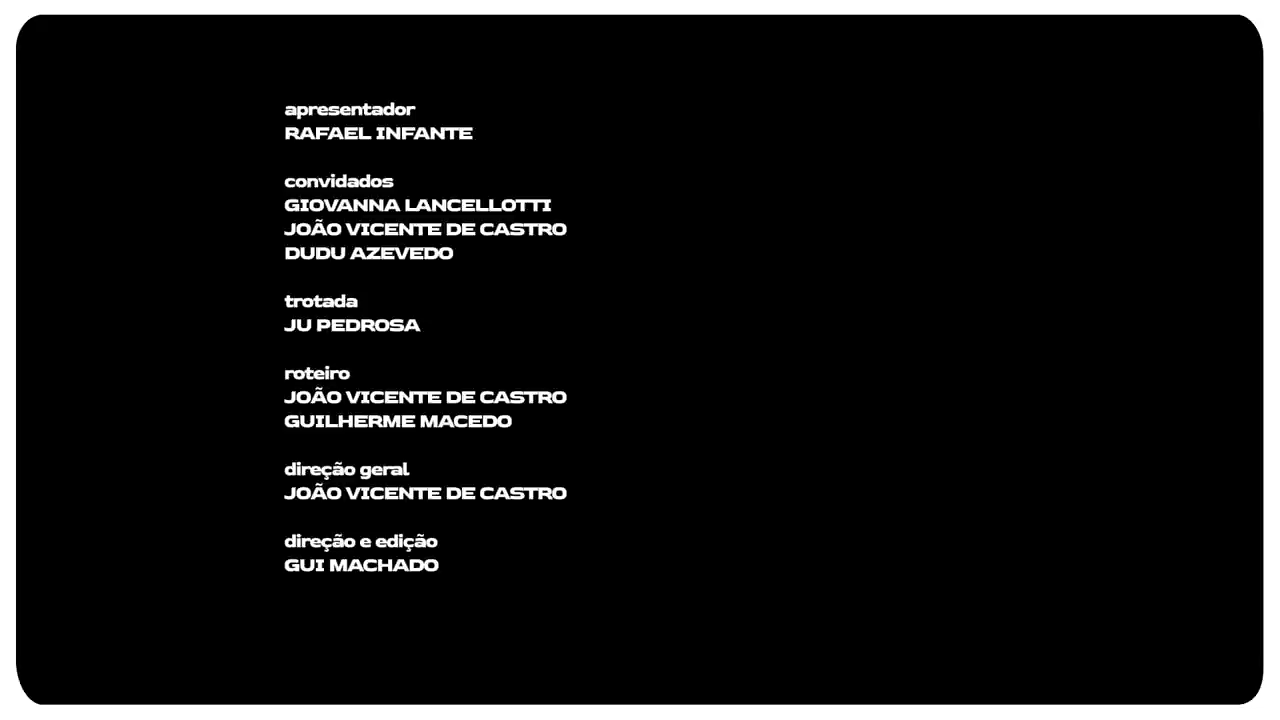 apresentador
RAFAEL INFANTE
convidados
GIOVANNA LANCELLOTTI
JOÃO VICENTE DE CASTRO
DUDU AZEVEDO
trotada
JU PEDROSA
roteiro
JOÃO VICENTE DE CASTRO
GUILHERME MACEDO
direção geral
JOÃO VICENTE DE CASTRO
direção e edição
GUI MACHADO